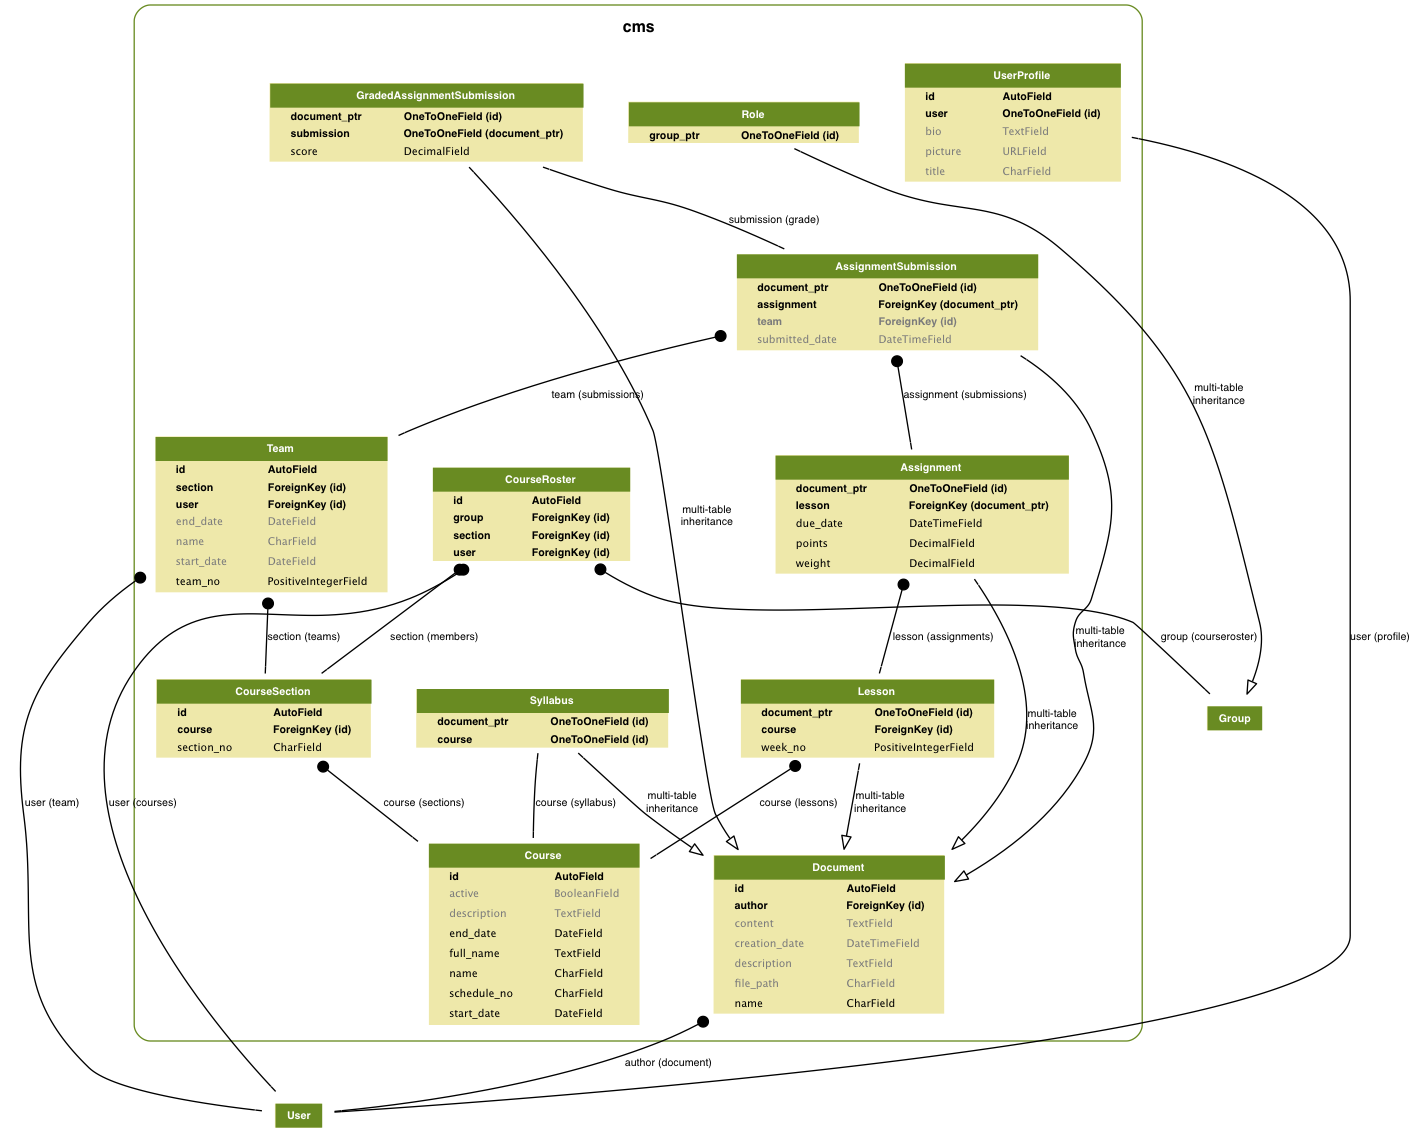 cms
GradedAssignmentSubmission
document_ptr OneToOneField (id)
submission OneToOneField (document_ptr)
score DecimalField
Role
group_ptr OneToOneField (id)
UserProfile
id AutoField
user OneToOneField (id)
bio TextField
picture URLField
title CharField
submission (grade)
AssignmentSubmission
document_ptr OneToOneField (id)
assignment ForeignKey (document_ptr)
team ForeignKey (id)
submitted_date DateTimeField
team (submissions)
assignment (submissions)
multi-table
inheritance
Team
id AutoField
section ForeignKey (id)
user ForeignKey (id)
end_date DateField
name CharField
start_date DateField
team_no PositiveIntegerField
CourseRoster
id AutoField
group ForeignKey (id)
section ForeignKey (id)
user ForeignKey (id)
multi-table
inheritance
Assignment
document_ptr OneToOneField (id)
lesson ForeignKey (document_ptr)
due_date DateTimeField
points DecimalField
weight DecimalField
section (teams)
section (members)
lesson (assignments)
multi-table
inheritance
group (courseroster)
user (profile)
CourseSection
id AutoField
course ForeignKey (id)
section_no CharField
Syllabus
document_ptr OneToOneField (id)
course OneToOneField (id)
Lesson
document_ptr OneToOneField (id)
course ForeignKey (id)
week_no PositiveIntegerField
multi-table
inheritance
Group
user (team)
user (courses)
course (sections)
course (syllabus)
multi-table
inheritance
course (lessons)
multi-table
inheritance
Course
id AutoField
active BooleanField
description TextField
end_date DateField
full_name TextField
name CharField
schedule_no CharField
start_date DateField
Document
id AutoField
author ForeignKey (id)
content TextField
creation_date DateTimeField
description TextField
file_path CharField
name CharField
author (document)
User